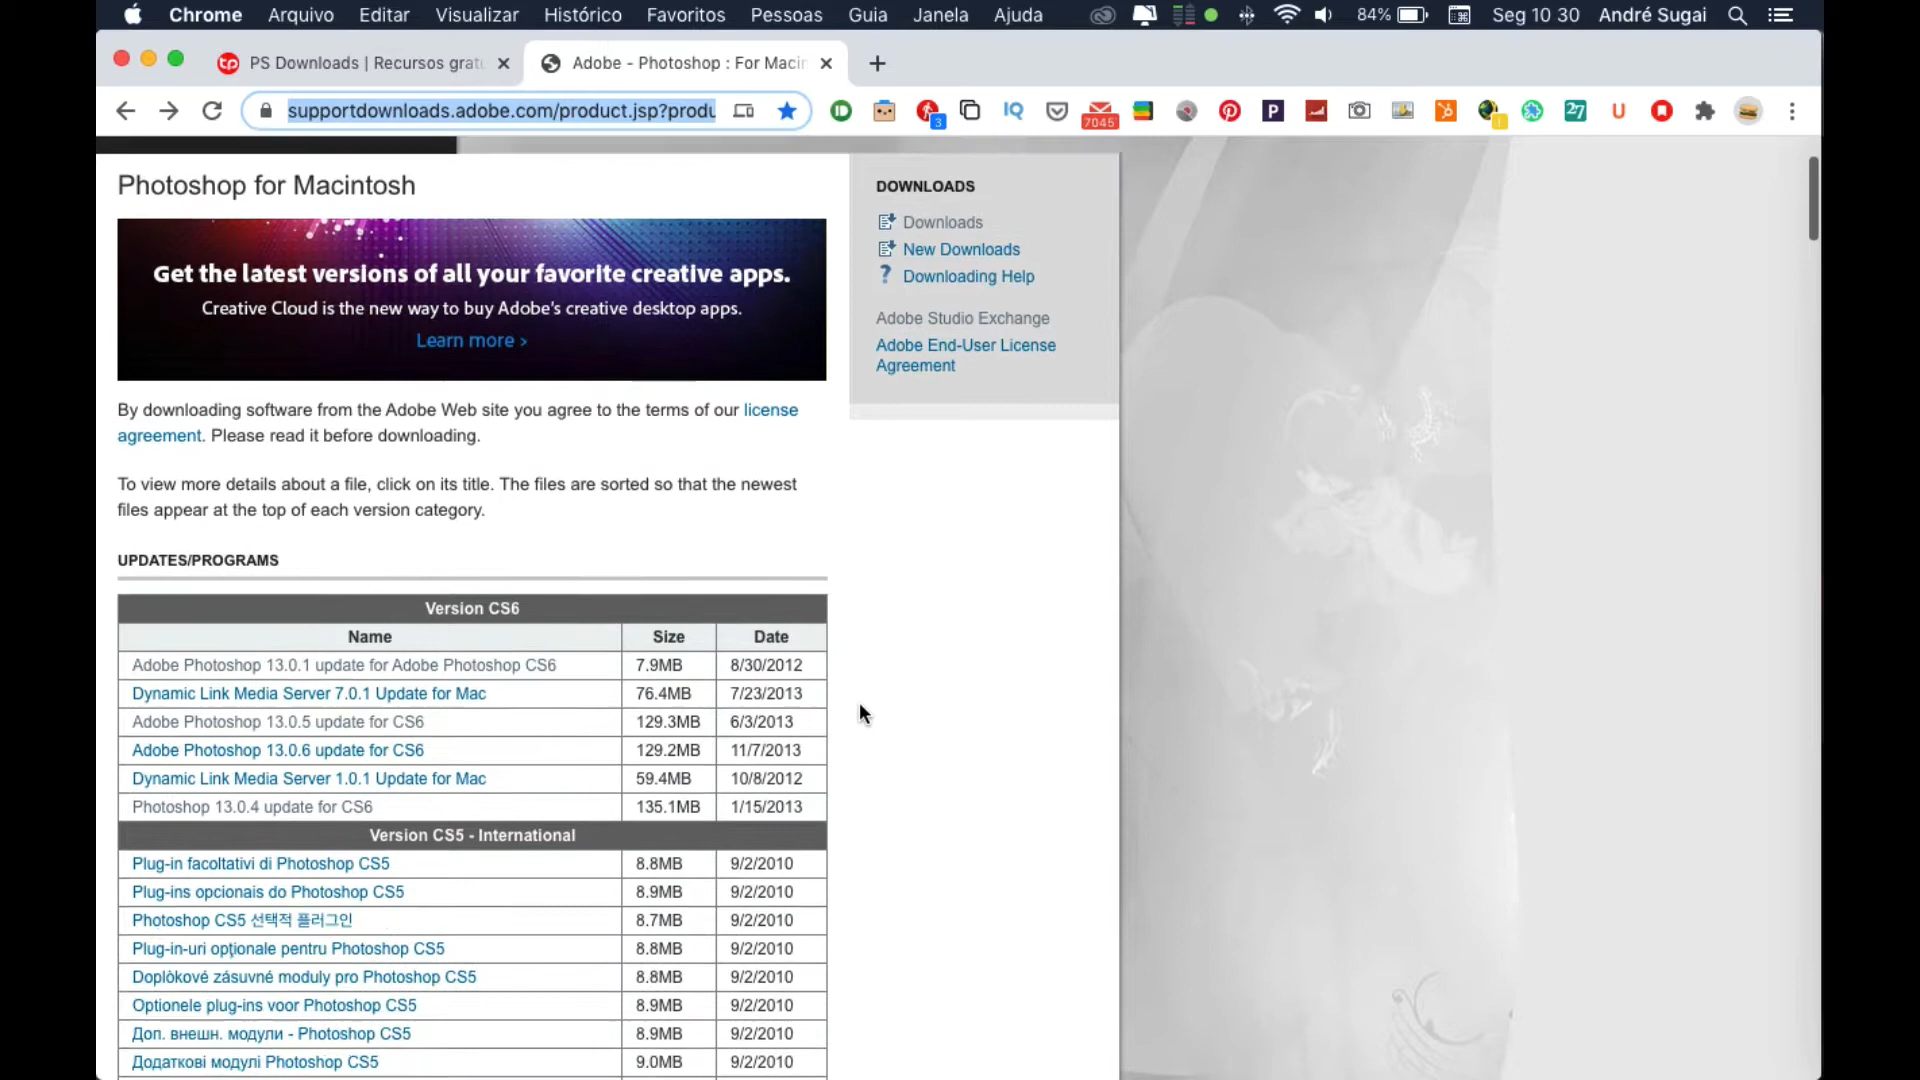 Chrome Arquivo Editar Visualizar Histórico Favoritos Pessoas Guia Janela Ajuda 84% Seg 10 30 André Sugai
PS Downloads | Recursos grat
Adobe - Photoshop : For Macin
supportdownloads.adobe.com/product.jsp?produ
3
IQ
7045
P
27
U
Photoshop for Macintosh
Get the latest versions of all your favorite creative apps.
Creative Cloud is the new way to buy Adobe's creative desktop apps.
Learn more >
By downloading software from the Adobe Web site you agree to the terms of our license
agreement. Please read it before downloading.
To view more details about a file, click on its title. The files are sorted so that the newest
files appear at the top of each version category.
UPDATES/PROGRAMS
Version CS6
Name Size Date
Adobe Photoshop 13.0.1 update for Adobe Photoshop CS6 7.9MB 8/30/2012
Dynamic Link Media Server 7.0.1 Update for Mac 76.4MB 7/23/2013
Adobe Photoshop 13.0.5 update for CS6 129.3MB 6/3/2013
Adobe Photoshop 13.0.6 update for CS6 129.2MB 11/7/2013
Dynamic Link Media Server 1.0.1 Update for Mac 59.4MB 10/8/2012
Photoshop 13.0.4 update for CS6 135.1MB 1/15/2013
Version CS5 - International
Plug-in facoltativi di Photoshop CS5 8.8MB 9/2/2010
Plug-ins opcionais do Photoshop CS5 8.9MB 9/2/2010
Photoshop CS5 선택적 플러그인 8.7MB 9/2/2010
Plug-in-uri opţionale pentru Photoshop CS5 8.8MB 9/2/2010
Doplòkové zásuvné moduly pro Photoshop CS5 8.8MB 9/2/2010
Optionele plug-ins voor Photoshop CS5 8.9MB 9/2/2010
Доп. внешн. модули - Photoshop CS5 8.9MB 9/2/2010
Додаткові модулі Photoshop CS5 9.0MB 9/2/2010
DOWNLOADS
Downloads
New Downloads
Downloading Help
Adobe Studio Exchange
Adobe End-User License
Agreement